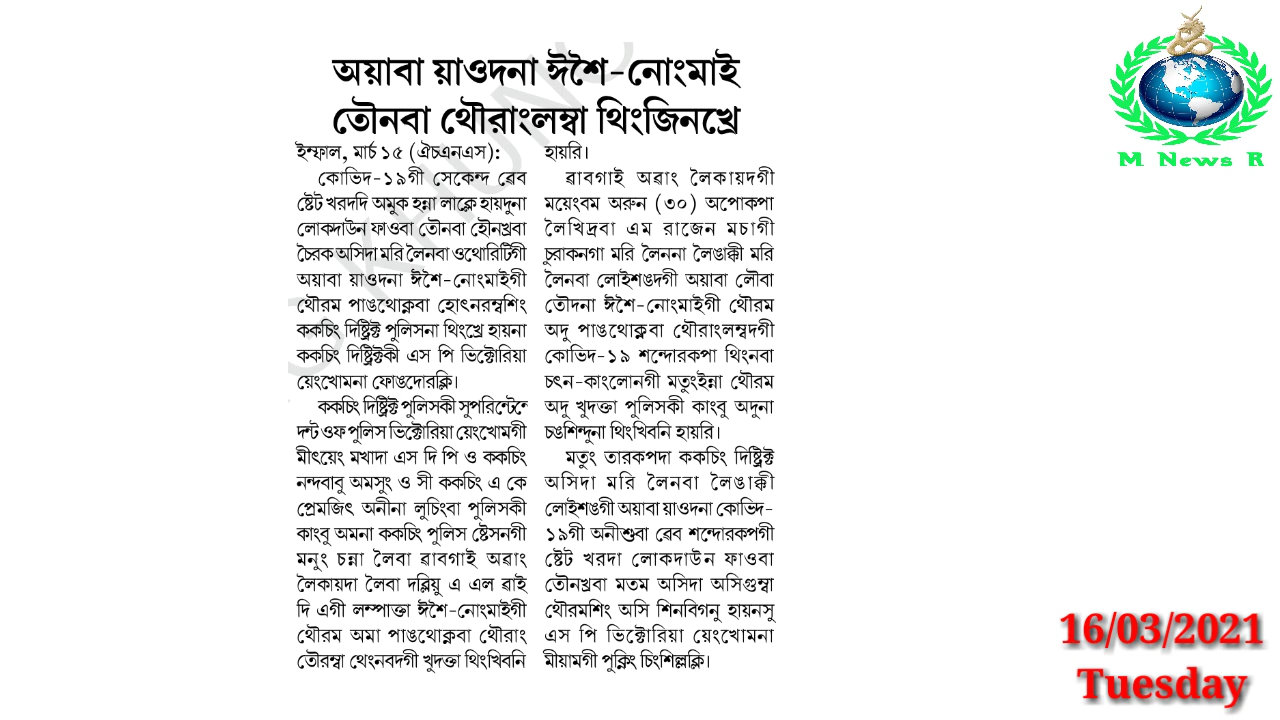 অয়াবা য়াওদনা ঈশৈ-নোংমাই
তৌনবা থৌরাংলম্বা থিংজিনখ্রে
ইম্ফাল, মার্চ ১৫ (ঐচএনএস):
কোভিদ-১৯গী সেকেন্দ ৱেব
ষ্টেট খরদদি অমুক হন্না লাক্লে হায়দুনা
লোকদাউন ফাওবা তৌনবা হৌনখ্রবা
চৈরক অসিদা মরি লৈনবা ওথোরিটিগী
অয়াবা য়াওদনা ঈশৈ-নোংমাইগী
থৌরম পাঙথোক্নবা হোৎনরম্বশিং
ককচিং দিষ্ট্রিক্ট পুলিসনা থিংখ্রে হায়না
ককচিং দিষ্ট্রিক্টকী এস পি ভিক্টোরিয়া
য়েংখোমনা ফোঙদোরক্লি।
ককচিং দিষ্ট্রিক্ট পুলিসকী সুপরিন্টেন্দে
দন্ট ওফ পুলিস ভিক্টোরিয়া য়েংখোমগী
মীৎয়েং মখাদা এস দি পি ও ককচিং
নন্দবাবু অমসুং ও সী ককচিং এ কে
প্রেমজিৎ অনীনা লুচিংবা পুলিসকী
কাংবু অমনা ককচিং পুলিস ষ্টেসনগী
মনুং চন্না লৈবা ৱাবগাই অৱাং
লৈকায়দা লৈবা দব্লিয়ু এ এল ৱাই
দি এগী লম্পাক্তা ঈশৈ-নোংমাইগী
থৌরম অমা পাঙথোক্নবা থৌরাং
তৌরম্বা থেংনবদগী খুদক্তা থিংখিবনি
হায়রি।
ৱাবগাই অৱাং লৈকায়দগী
ময়েংবম অরুন (৩০) অপোকপা
লৈখিদ্রবা এম রাজেন মচাগী
চুরাকনগা মরি লৈননা লৈঙাক্কী মরি
লৈনবা লোইশঙদগী অয়াবা লৌবা
তৌদনা ঈশৈ-নোংমাইগী থৌরম
অদু পাঙথোক্নবা থৌরাংলম্বদগী
কোভিদ-১৯ শন্দোরকপা থিংনবা
চৎন-কাংলোনগী মতুংইন্না থৌরম
অদু খুদক্তা পুলিসকী কাংবু অদুনা
চঙশিন্দুনা থিংখিবনি হায়রি।
মতুং তারকপদা ককচিং দিষ্ট্রিক্ট
অসিদা মরি লৈনবা লৈঙাক্কী
লোইশঙগী অয়াবা য়াওদনা কোভিদ-
১৯গী অনীশুবা ৱেব শন্দোরকপগী
ষ্টেট খরদা লোকদাউন ফাওবা
তৌনখ্রবা মতম অসিদা অসিগুম্বা
থৌরমশিং অসি শিনবিগনু হায়নসু
এস পি ভিক্টোরিয়া য়েংখোমনা
মীয়ামগী পুক্নিং চিংশিল্লক্লি।
M News R
16/03/2021
Tuesday